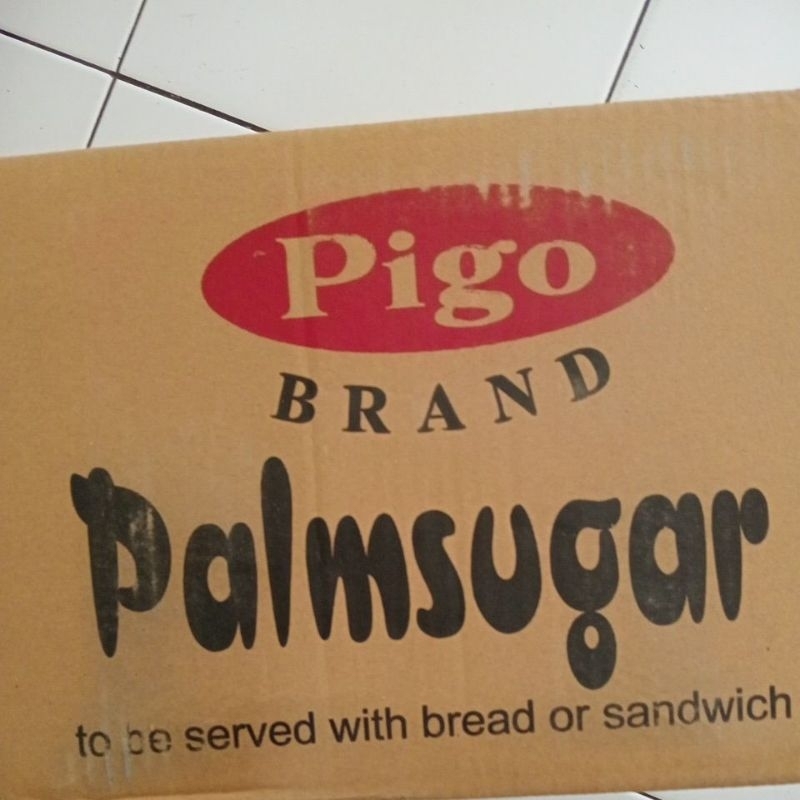 Pigo
BRAND
Palmsugar
to be served with bread or sandwich